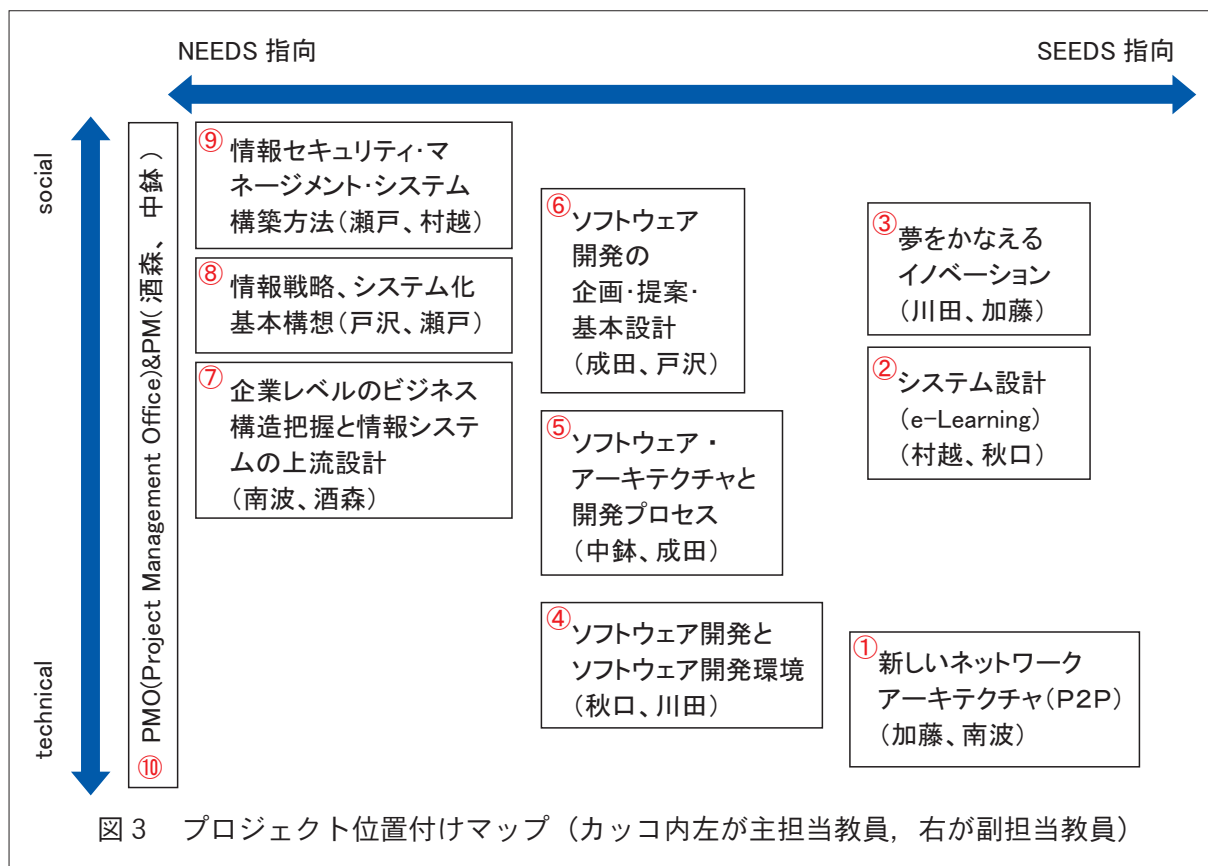 NEEDS 指向
SEEDS 指向
social
technical
⑩ PMO(Project Management Office)&PM(酒森、中鉢)
⑨ 情報セキュリティ・マ
ネージメント・システム
構築方法(瀬戸、村越)
⑧ 情報戦略、システム化
基本構想(戸沢、瀬戸)
⑦ 企業レベルのビジネス
構造把握と情報システ
ムの上流設計
(南波、酒森)
⑥ ソフトウェア
開発の
企画・提案・
基本設計
(成田、戸沢)
⑤ ソフトウェア・
アーキテクチャと
開発プロセス
(中鉢、成田)
④ ソフトウェア開発と
ソフトウェア開発環境
(秋口、川田)
③ 夢をかなえる
イノベーション
(川田、加藤)
② システム設計
(e-Learning)
(村越、秋口)
① 新しいネットワーク
アーキテクチャ(P2P)
(加藤、南波)
図3 プロジェクト位置付けマップ(カッコ内左が主担当教員,右が副担当教員)